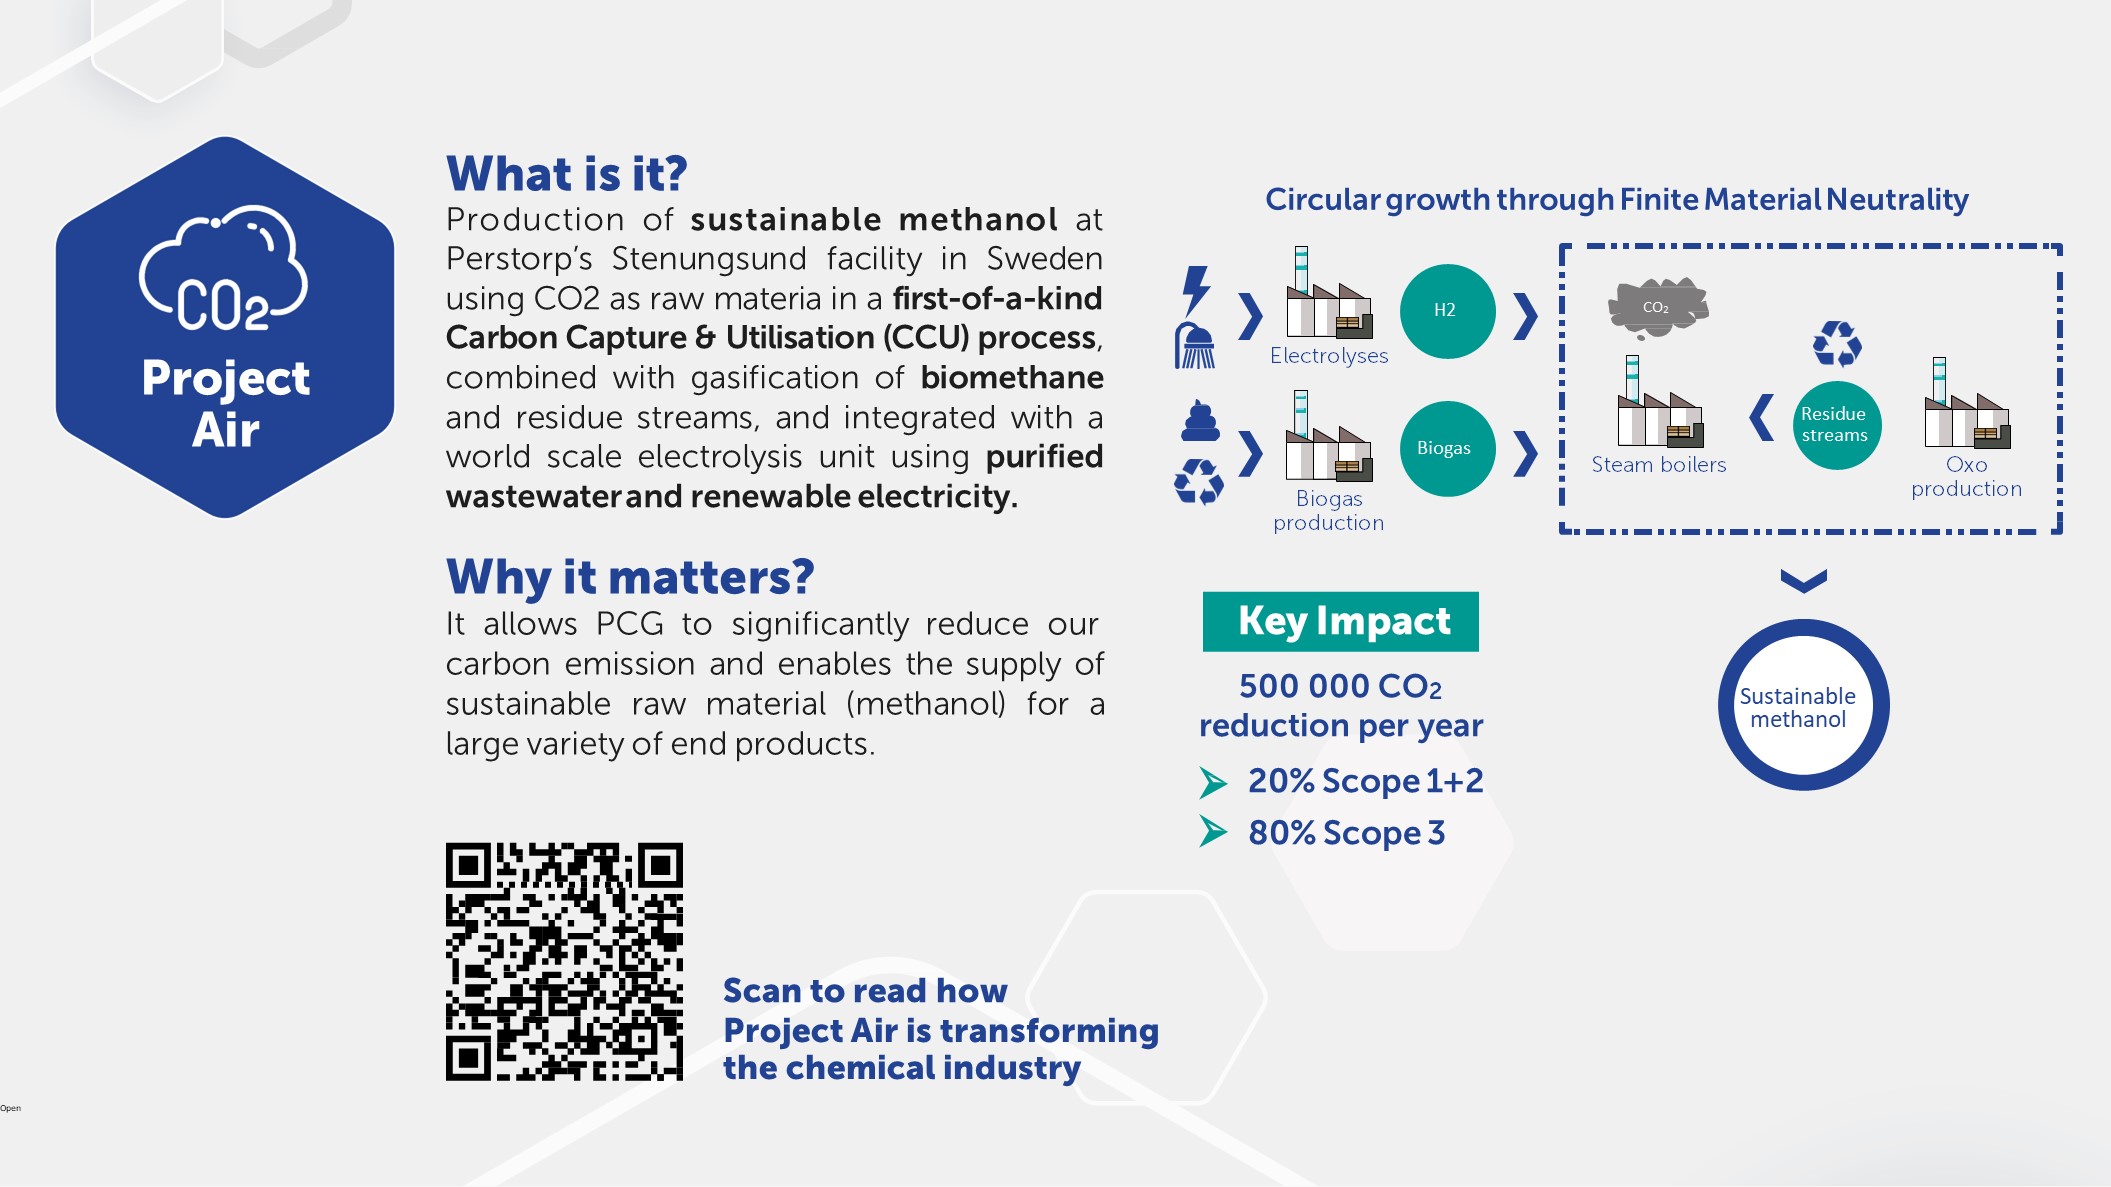 CO2
Project
Air
What is it?
Production of sustainable methanol at
Perstorp’s Stenungsund facility in Sweden
using CO2 as raw materia in a first-of-a-kind
Carbon Capture & Utilisation (CCU) process,
combined with gasification of biomethane
and residue streams, and integrated with a
world scale electrolysis unit using purified
wastewater and renewable electricity.
Why it matters?
It allows PCG to significantly reduce our
carbon emission and enables the supply of
sustainable raw material (methanol) for a
large variety of end products.
Scan to read how
Project Air is transforming
the chemical industry
Circular growth through Finite Material Neutrality
Electrolyses
H2
Biogas
production
Biogas
CO₂
Steam boilers
Residue
streams
Oxo
production
Sustainable
methanol
Key Impact
500 000 CO₂
reduction per year
20% Scope 1+2
80% Scope 3
Open